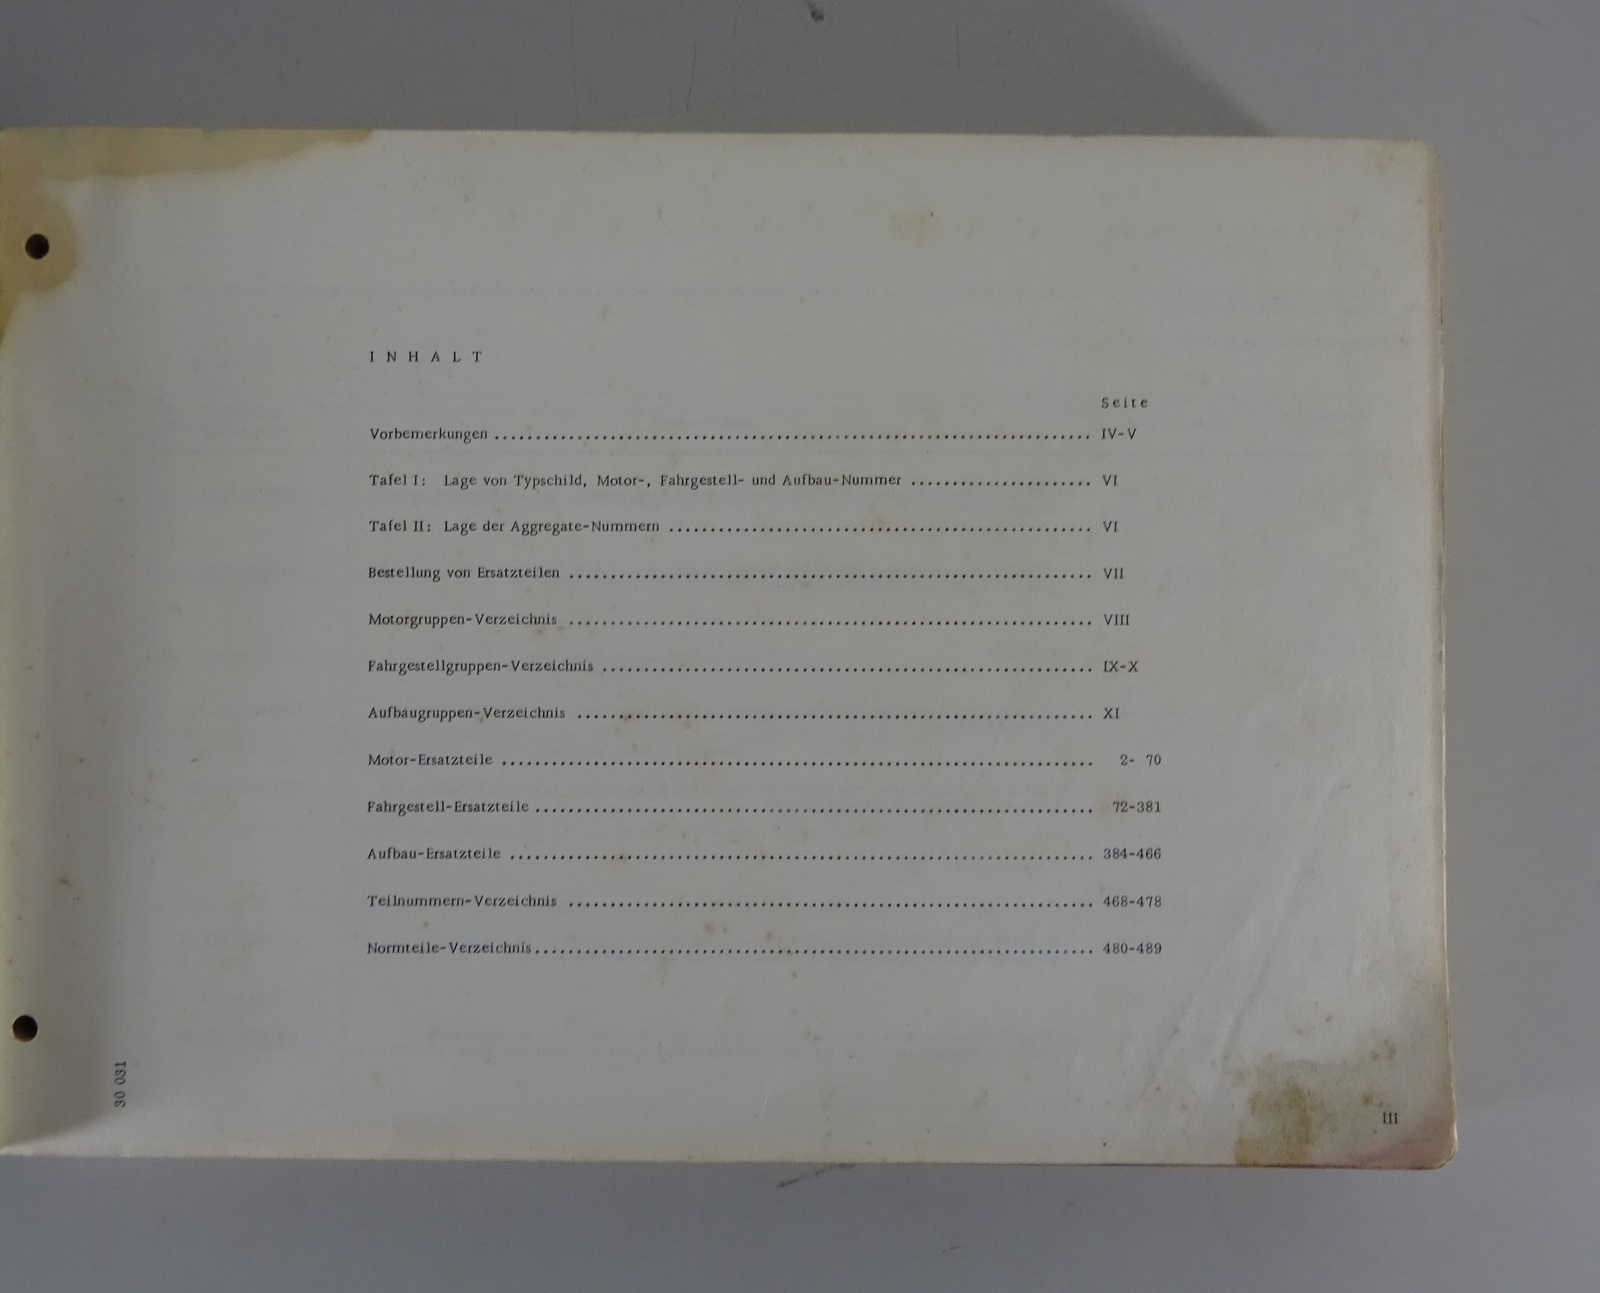 INHALT
Seite
Vorbemerkungen ........................................ IV-V
Tafel I: Lage von Typschild, Motor-, Fahrgestell- und Aufbau-Nummer ...................... VI
Tafel II: Lage der Aggregate-Nummern ........................................ VI
Bestellung von Ersatzteilen ........................................ VII
Motorgruppen-Verzeichnis ........................................ VIII
Fahrgestellgruppen-Verzeichnis ........................................ IX-X
Aufbaugruppen-Verzeichnis ........................................ XI
Motor-Ersatzteile ........................................ 2- 70
Fahrgestell-Ersatzteile ........................................ 72-381
Aufbau-Ersatzteile ........................................ 384-466
Teilnummern-Verzeichnis ........................................ 468-478
Normteile-Verzeichnis ........................................ 480-489
30 031
III